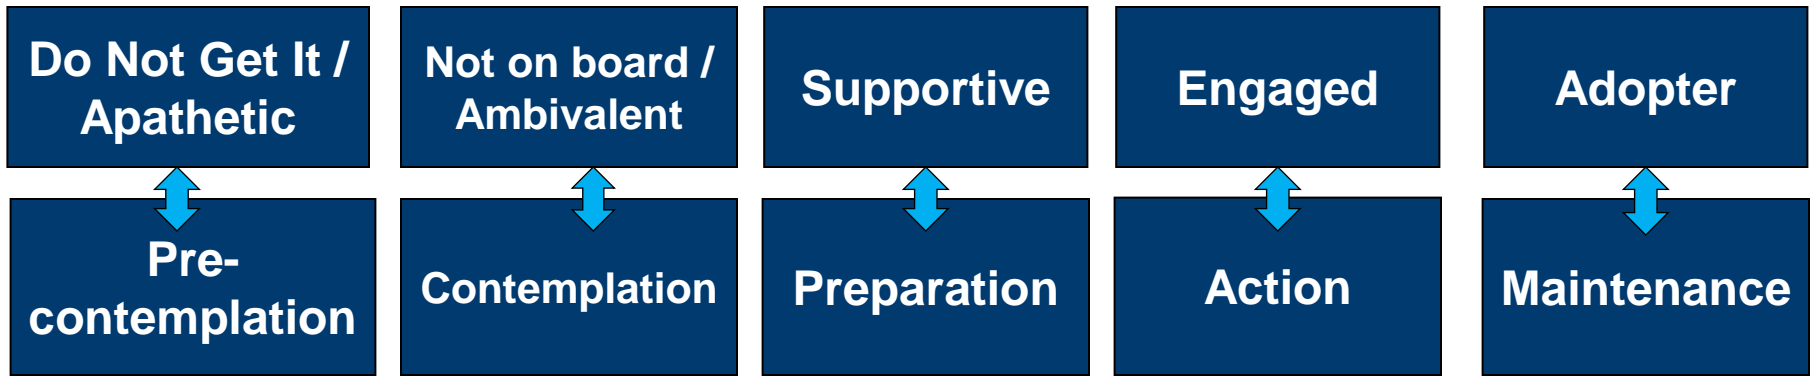 Do Not Get It /
Apathetic
Not on board /
Ambivalent
Supportive
Engaged
Adopter
Pre-
contemplation
Contemplation
Preparation
Action
Maintenance